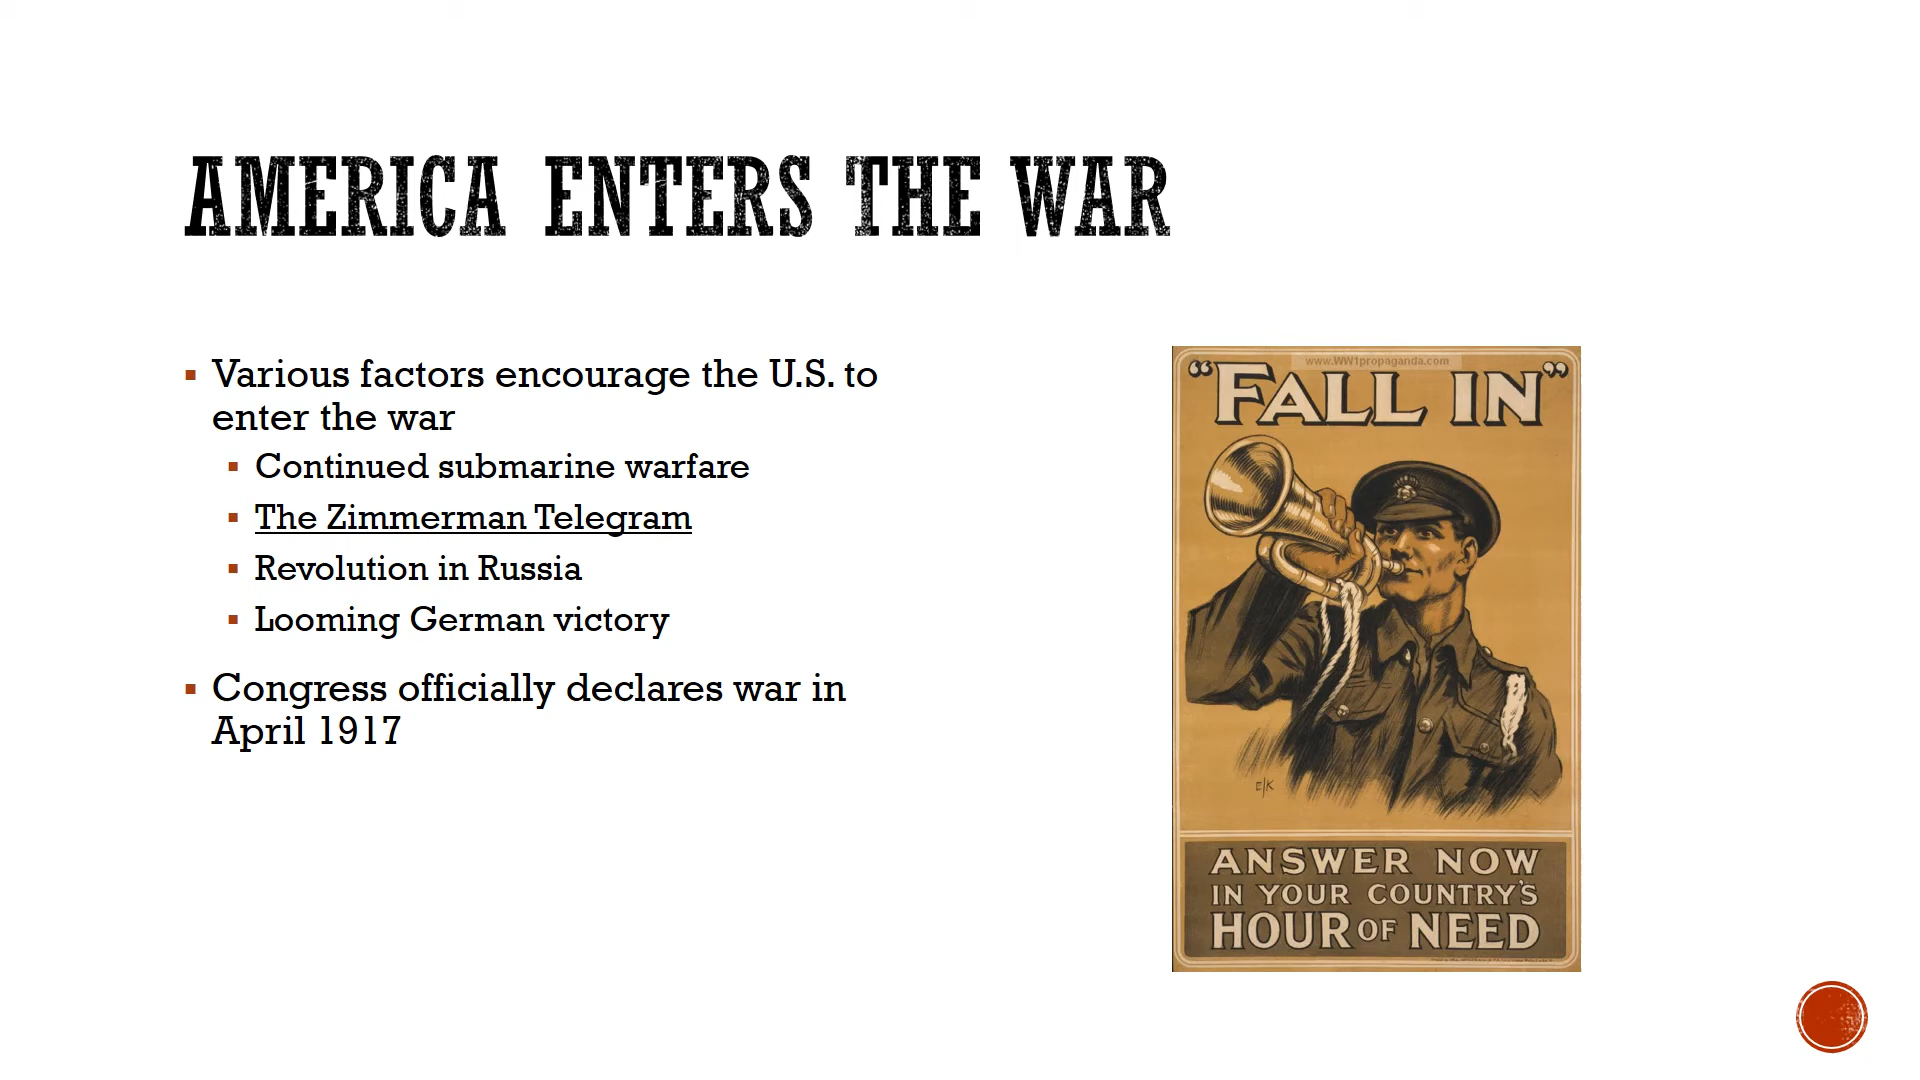 AMERICA ENTERS THE WAR
Various factors encourage the U.S. to
enter the war
Continued submarine warfare
The Zimmerman Telegram
Revolution in Russia
Looming German victory
Congress officially declares war in
April 1917
www.WW1propaganda.com
"FALL IN"
E/K
ANSWER NOW
IN YOUR COUNTRY'S
HOUR OF NEED